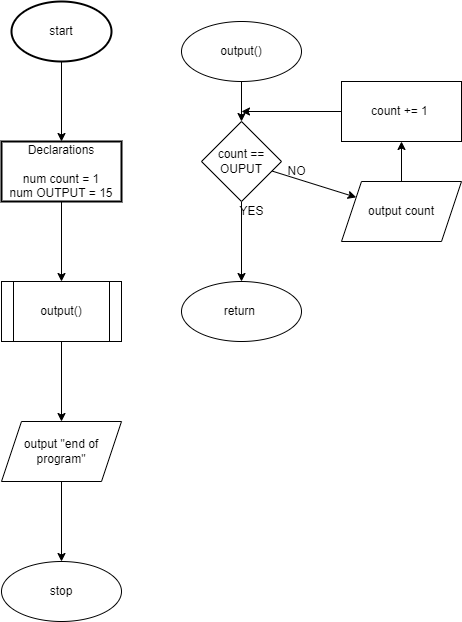 start
Declarations
num count = 1
num OUTPUT = 15
output()
output "end of
program"
stop
output()
count ==
OUPUT
NO
YES
return
count += 1
output count